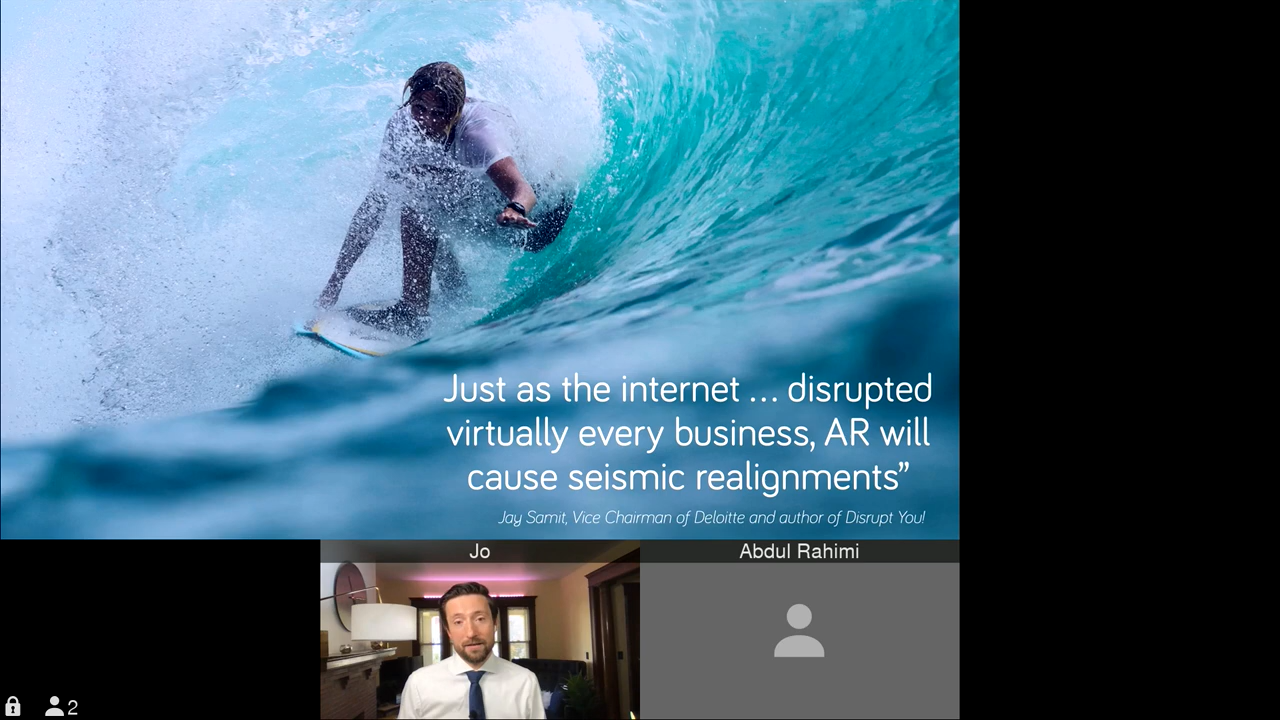 Just as the internet ... disrupted
virtually every business, AR will
cause seismic realignments”
Jay Samit, Vice Chairman of Deloitte and author of Disrupt You!
Jo
Abdul Rahimi
2